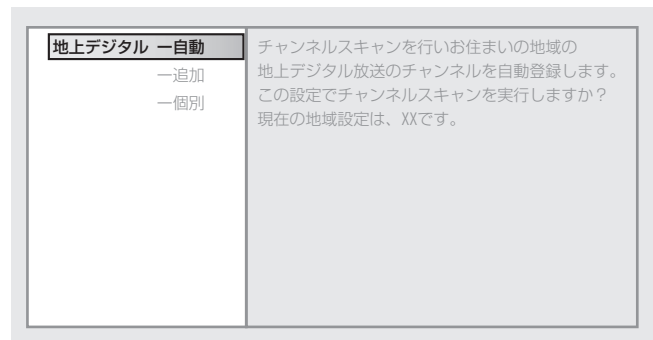 地上デジタル ー自動
ー追加
ー個別
チャンネルスキャンを行いお住まいの地域の
地上デジタル放送のチャンネルを自動登録します。
この設定でチャンネルスキャンを実行しますか？
現在の地域設定は、XXです。